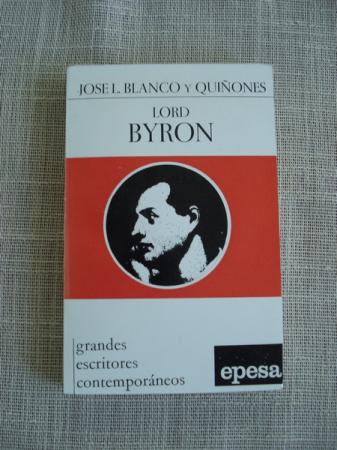 JOSE L. BLANCO Y QUIÑONES
LORD
BYRON
grandes
escritores
contemporáneos
epesa